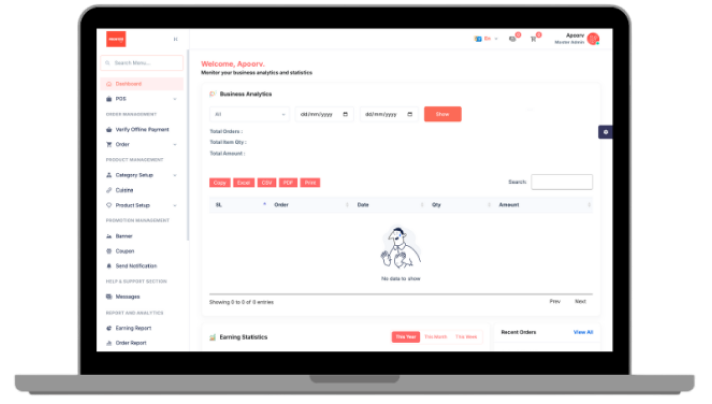 En
Apoorv
Master Admin
Search Menu...
Dashboard
POS
ORDER MANAGEMENT
Verify Offline Payment
Order
PRODUCT MANAGEMENT
Category Setup
Cuisine
Product Setup
PROMOTION MANAGEMENT
Banner
Coupon
Send Notification
HELP & SUPPORT SECTION
Messages
REPORT AND ANALYTICS
Earning Report
Order Report
Welcome, Apoorv.
Monitor your business analytics and statistics
Business Analytics
All dd/mm/yyyy dd/mm/yyyy Show
Total Orders :
Total Item Qty :
Total Amount :
Copy Excel CSV PDF Print Search:
SL Order Date Qty Amount
No data to show
Showing 0 to 0 of 0 entries Prev Next
Earning Statistics This Year This Month This Week
Recent Orders View All